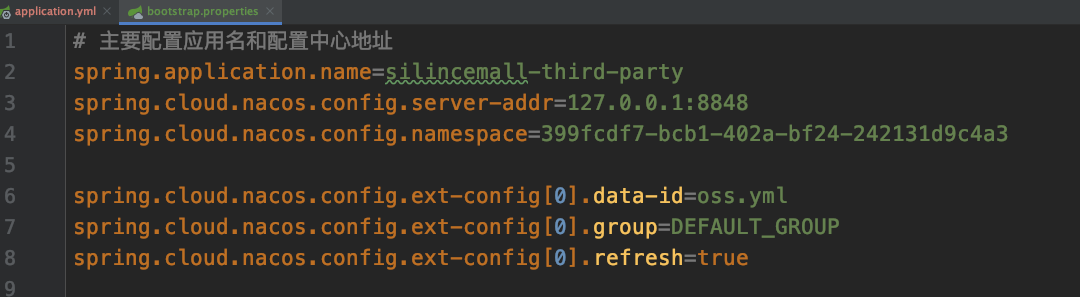 application.yml bootstrap.properties
1 # 主要配置应用名和配置中心地址
2 spring.application.name=silincemall-third-party
3 spring.cloud.nacos.config.server-addr=127.0.0.1:8848
4 spring.cloud.nacos.config.namespace=399fcdf7-bcb1-402a-bf24-242131d9c4a3
5
6 spring.cloud.nacos.config.ext-config[0].data-id=oss.yml
7 spring.cloud.nacos.config.ext-config[0].group=DEFAULT_GROUP
8 spring.cloud.nacos.config.ext-config[0].refresh=true
9